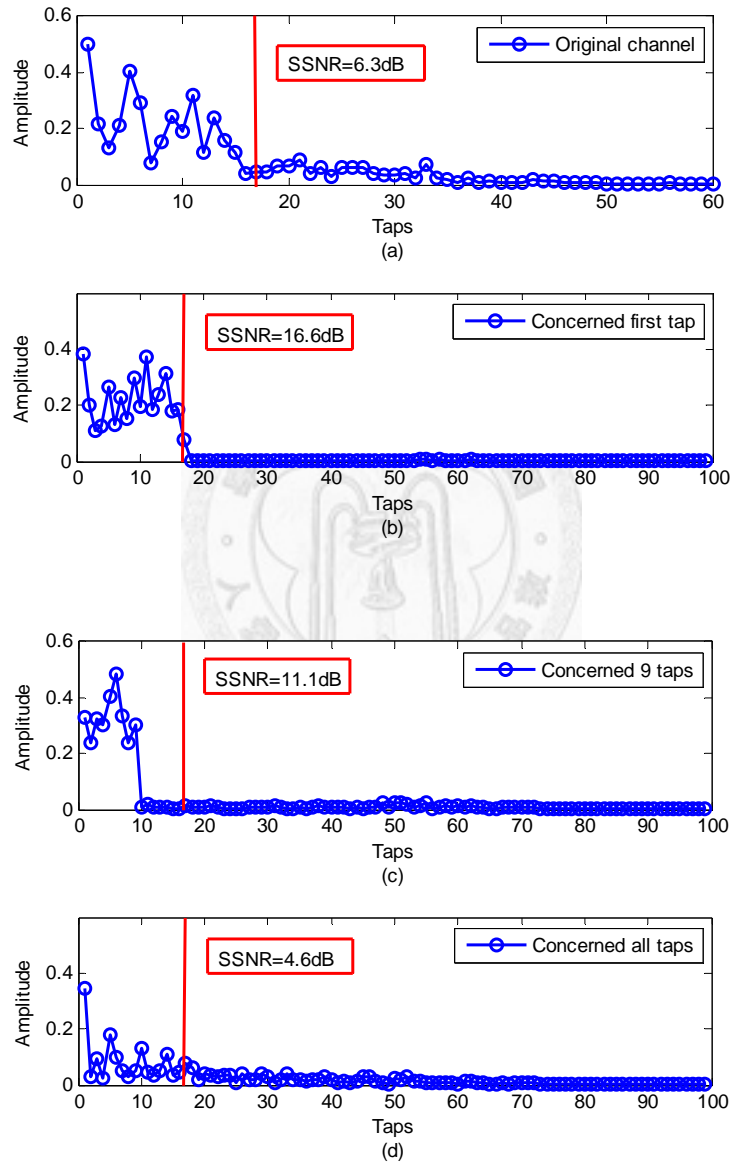 0.6
0.4
0.2
0
Amplitude
SSNR=6.3dB
Original channel
0 10 20 30 40 50 60
Taps
(a)
0.4
0.2
0
Amplitude
SSNR=16.6dB
Concerned first tap
0 10 20 30 40 50 60 70 80 90 100
Taps
(b)
0.6
0.4
0.2
0
Amplitude
SSNR=11.1dB
Concerned 9 taps
0 10 20 30 40 50 60 70 80 90 100
Taps
(c)
0.4
0.2
0
Amplitude
SSNR=4.6dB
Concerned all taps
0 10 20 30 40 50 60 70 80 90 100
Taps
(d)